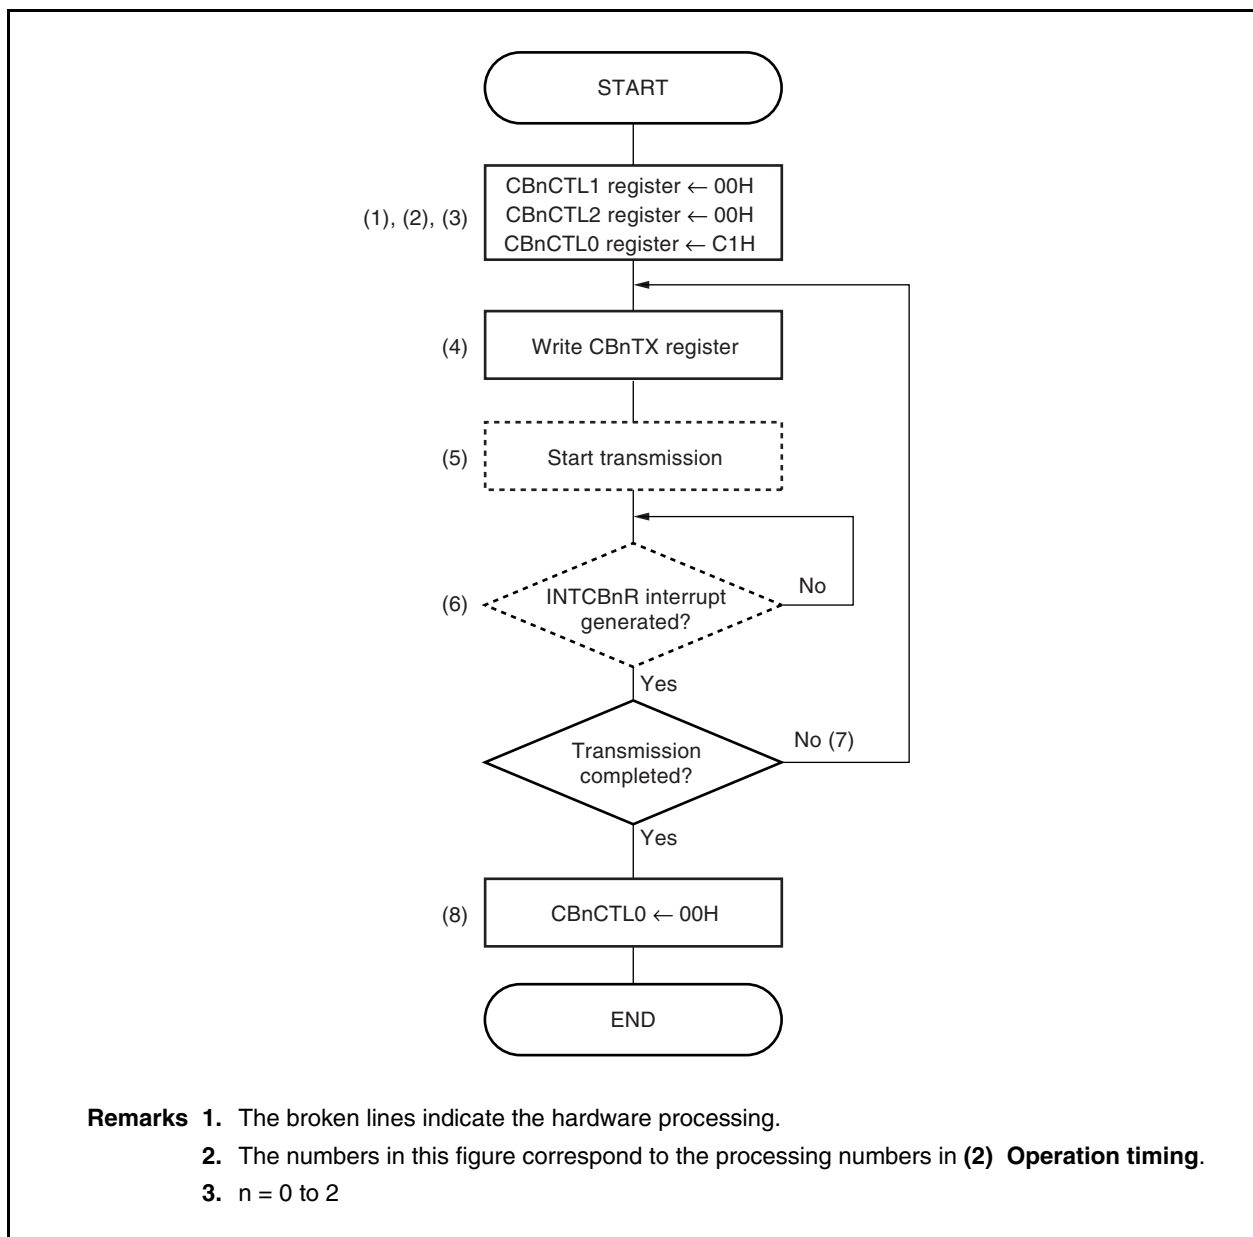 START
(1), (2), (3)
CBnCTL1 register ← 00H
CBnCTL2 register ← 00H
CBnCTL0 register ← C1H
(4)
Write CBnTX register
(5)
Start transmission
(6)
INTCBnR interrupt
generated?
No
Yes
Transmission
completed?
No (7)
Yes
(8)
CBnCTL0 ← 00H
END
Remarks 1. The broken lines indicate the hardware processing.
2. The numbers in this figure correspond to the processing numbers in (2) Operation timing.
3. n = 0 to 2